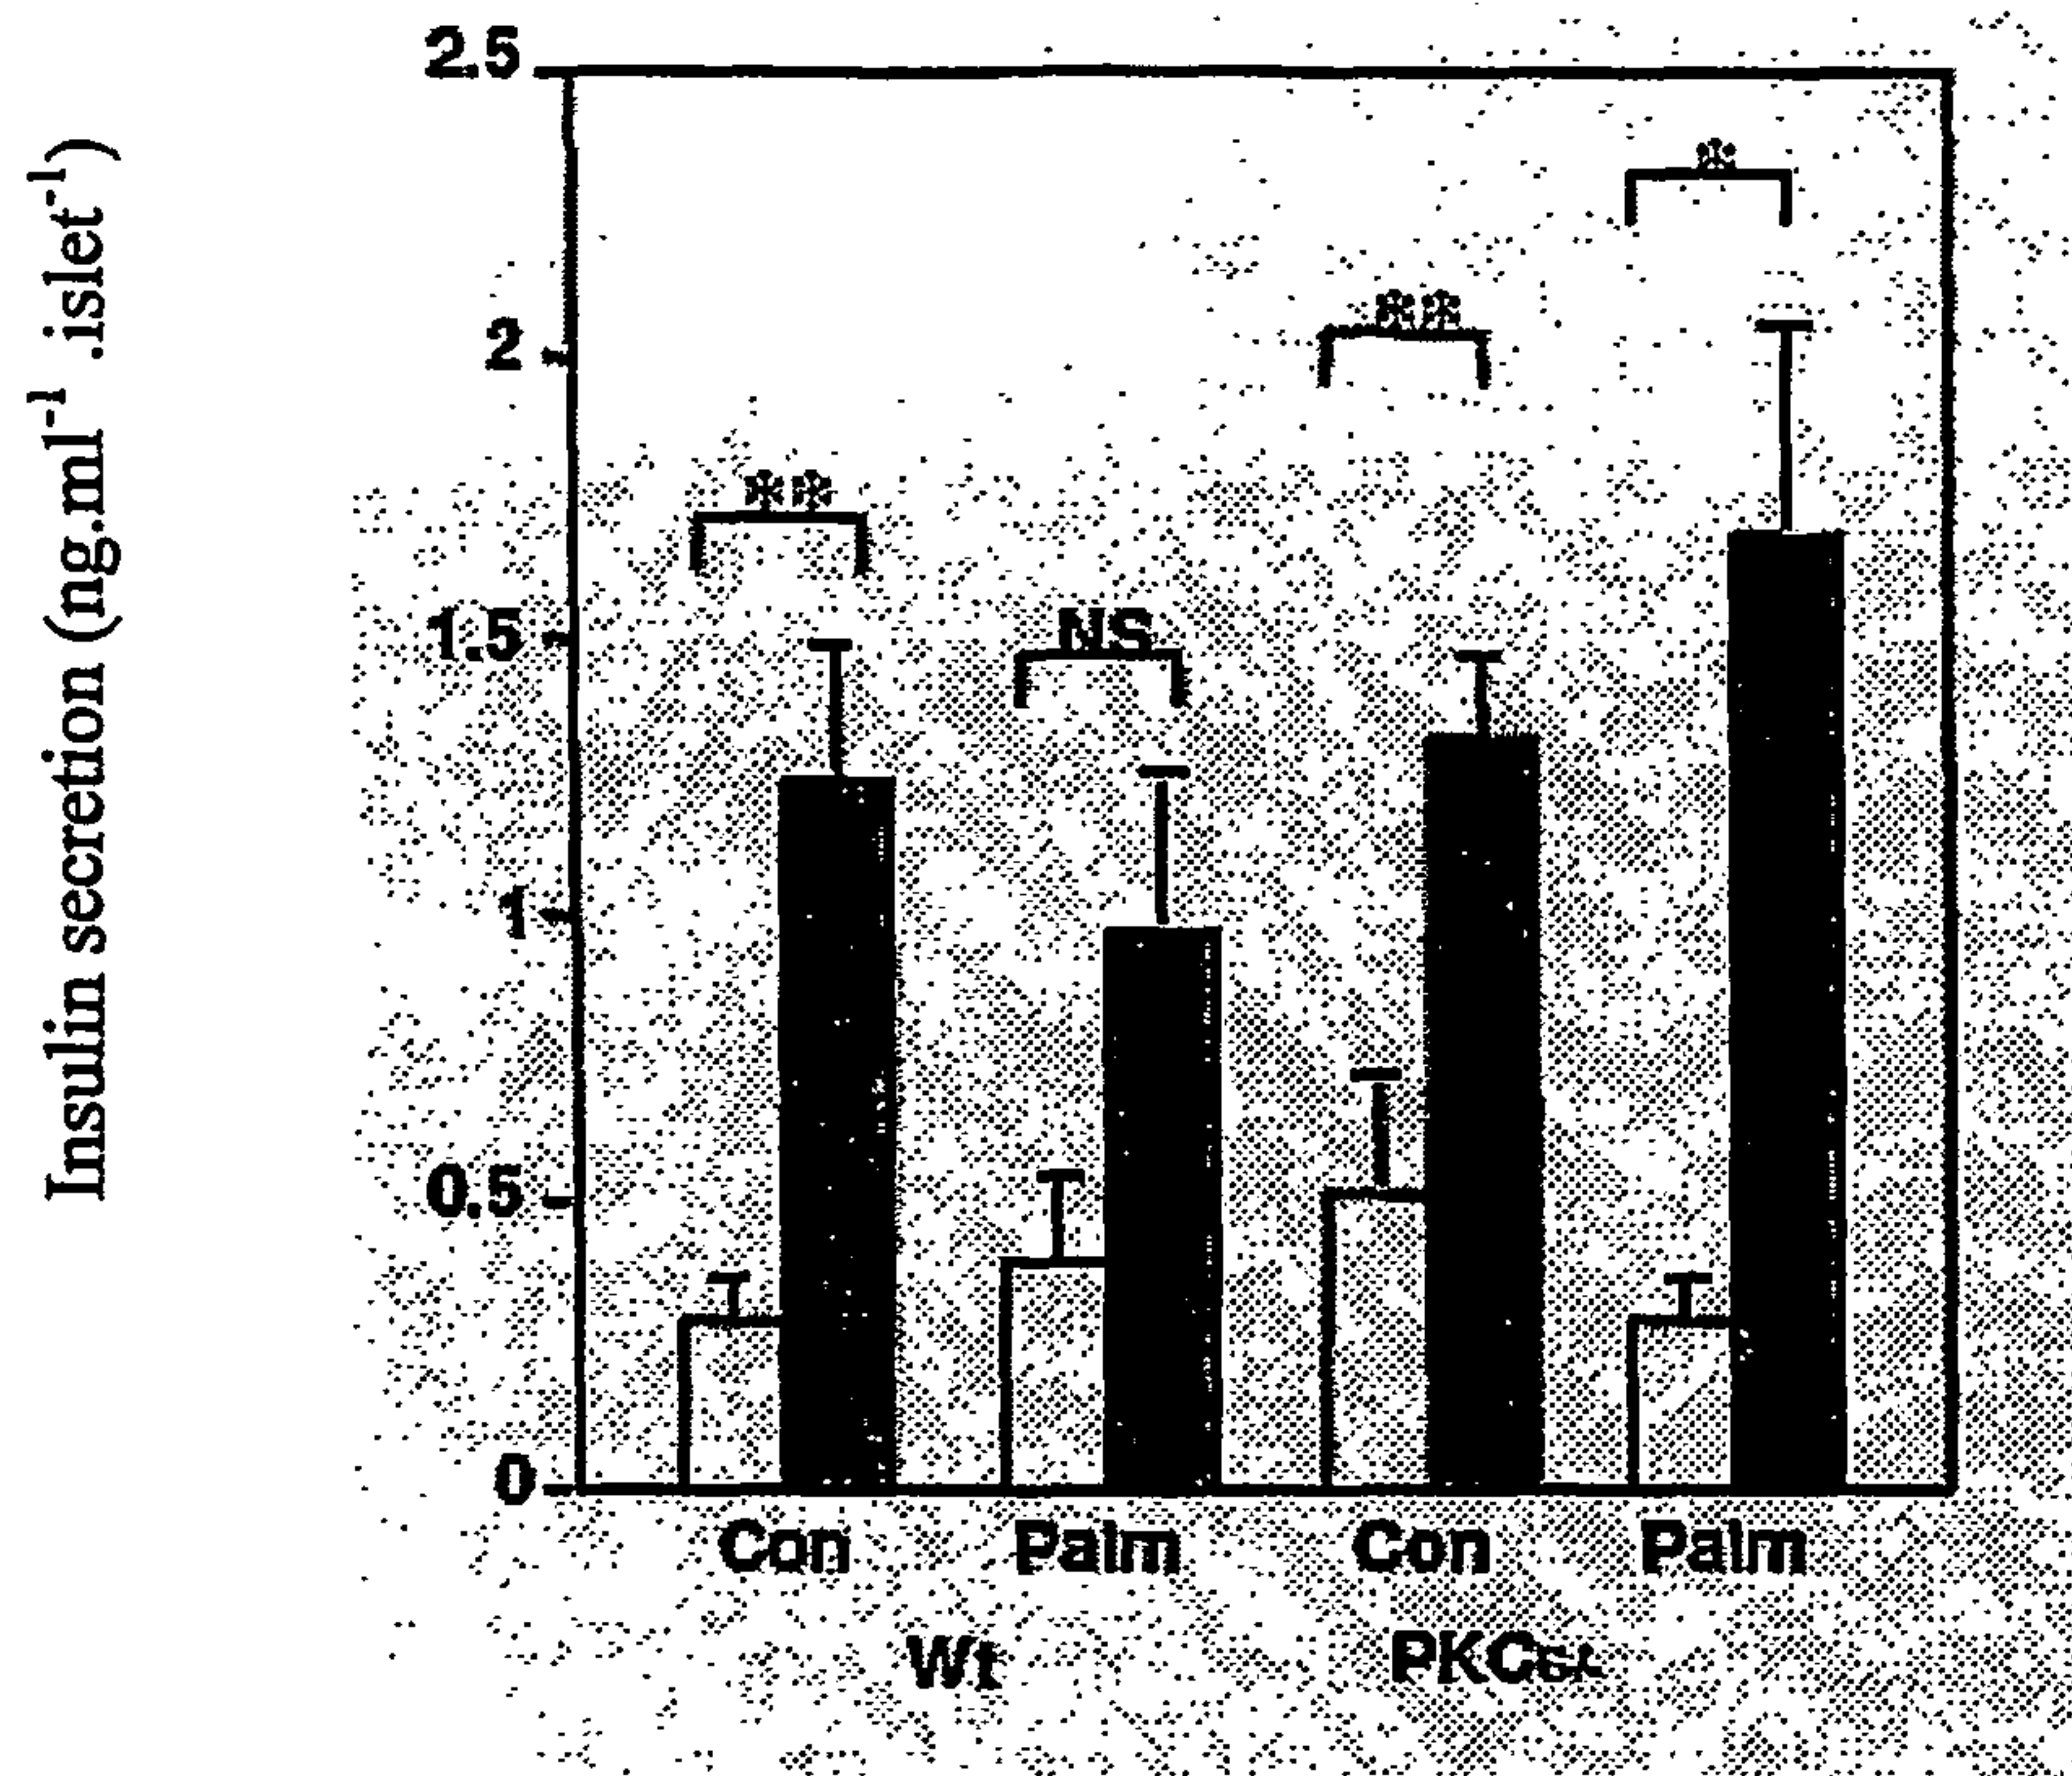 Insulin secretion (ng.ml⁻¹ .islet⁻¹)
2.5
2
1.5
1
0.5
0
**
NS
**
*
Con Palm Con Palm
Wt